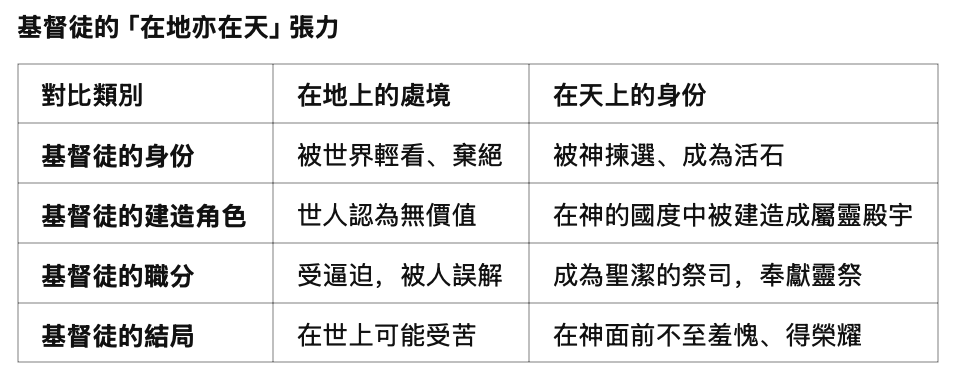 基督徒的「在地亦在天」張力
對比類別 在地上的處境 在天上的身份
基督徒的身份 被世界輕看、棄絕 被神揀選、成為活石
基督徒的建造角色 世人認為無價值 在神的國度中被建造成屬靈殿宇
基督徒的職分 受逼迫，被人誤解 成為聖潔的祭司，奉獻靈祭
基督徒的結局 在世上可能受苦 在神面前不至羞愧、得榮耀